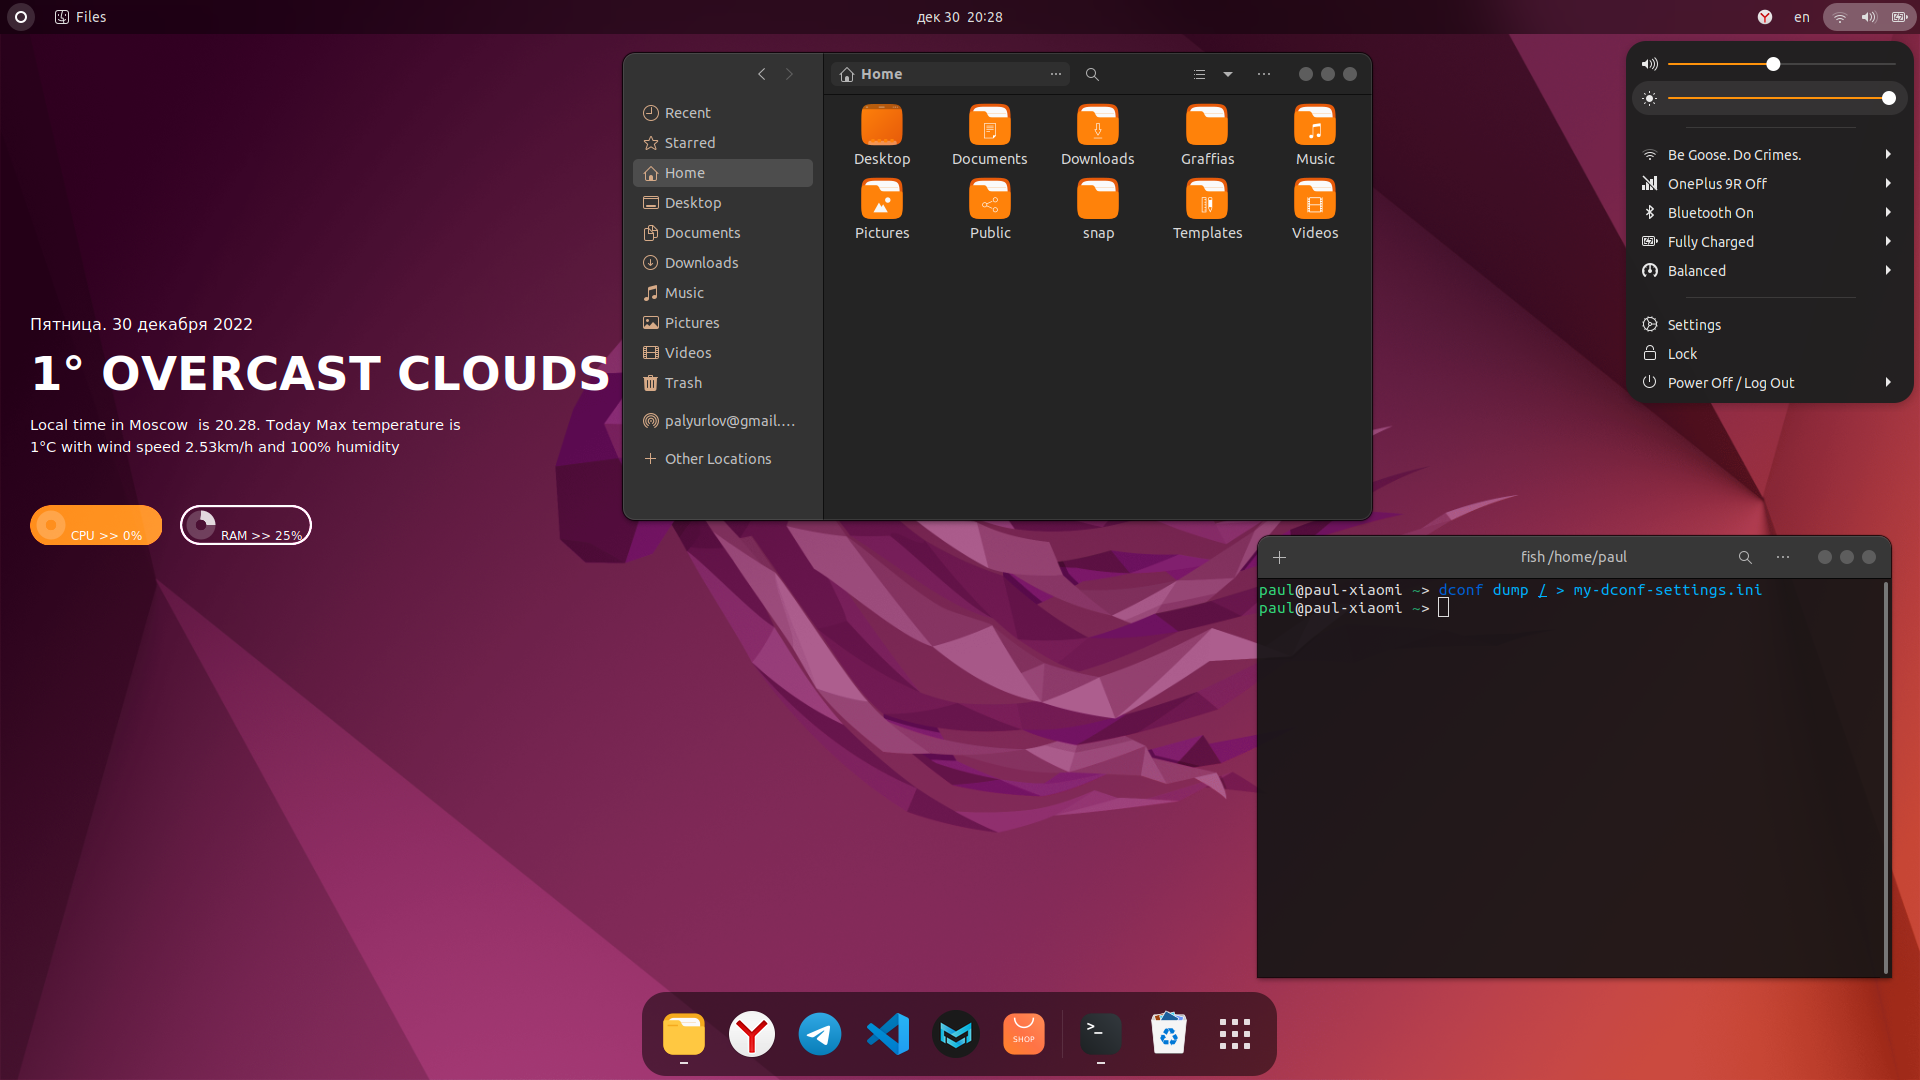 Files
дек 30 20:28
en
Пятница. 30 декабря 2022
1° OVERCAST CLOUDS
Local time in Moscow is 20.28. Today Max temperature is
1°C with wind speed 2.53km/h and 100% humidity
CPU >> 0%
RAM >> 25%
Home
Recent
Starred
Home
Desktop
Documents
Downloads
Music
Pictures
Videos
Trash
palyurlov@gmail....
Other Locations
Desktop
Documents
Downloads
Graffias
Music
Pictures
Public
snap
Templates
Videos
Be Goose. Do Crimes.
OnePlus 9R Off
Bluetooth On
Fully Charged
Balanced
Settings
Lock
Power Off / Log Out
fish /home/paul
paul@paul-xiaomi ~> dconf dump / > my-dconf-settings.ini
paul@paul-xiaomi ~>
SHOP
>_